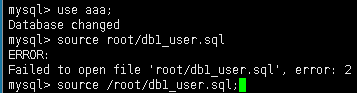 mysql> use aaa;
Database changed
mysql> source root/db1_user.sql
ERROR:
Failed to open file 'root/db1_user.sql', error: 2
mysql> source /root/db1_user.sql;